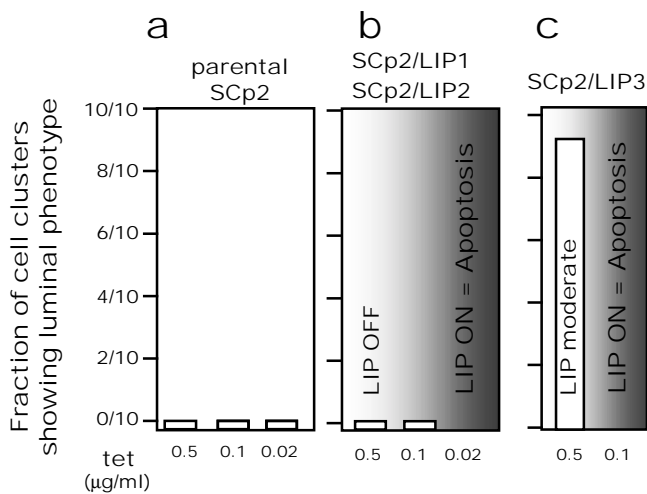 a
b
c
parental
SCp2
SCp2/LIP1
SCp2/LIP2
SCp2/LIP3
Fraction of cell clusters
showing luminal phenotype
10/10
8/10
6/10
4/10
2/10
0/10
LIP OFF
LIP ON = Apoptosis
LIP moderate
LIP ON = Apoptosis
tet
(µg/ml)
0.5 0.1 0.02
0.5 0.1 0.02
0.5 0.1